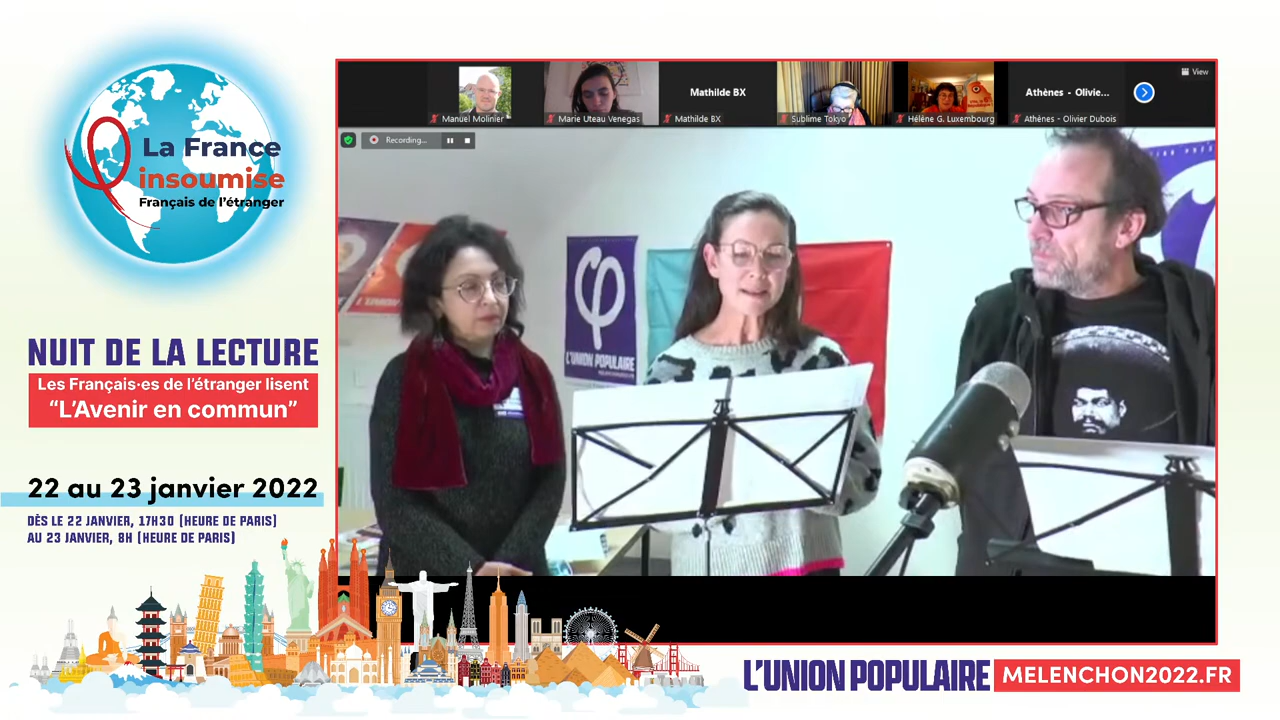 La France
insoumise
Français de l'étranger
NUIT DE LA LECTURE
Les Français·es de l'étranger lisent
“L'Avenir en commun”
22 au 23 janvier 2022
DÈS LE 22 JANVIER, 17H30 (HEURE DE PARIS)
AU 23 JANVIER, 8H (HEURE DE PARIS)
View
Mathilde BX
Athènes - Olivie...
Manuel Molinier
Marie Uteau Venegas
Mathilde BX
Sublime Tokyo
Hélène G. Luxembourg
Athènes - Olivier Dubois
Recording...
L'UNION
L'UNION POPULAIRE
L'UNION POPULAIRE
MELENCHON2022.FR